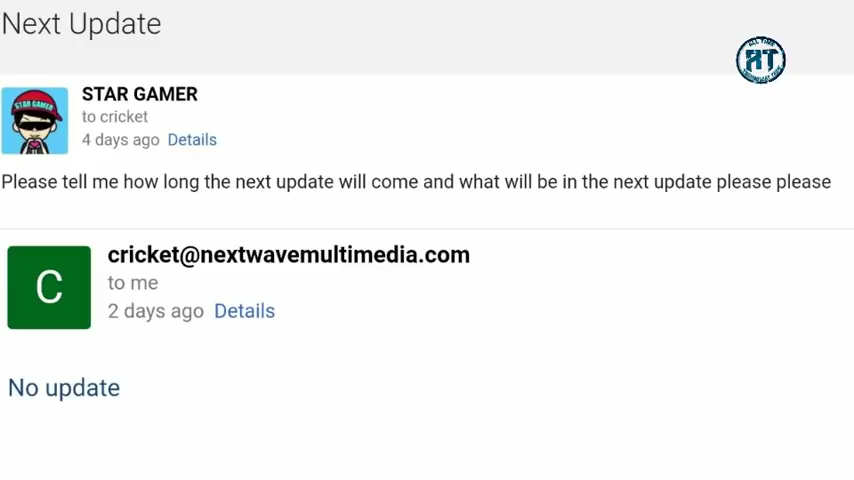 Next Update
STAR GAMER
to cricket
4 days ago Details
Please tell me how long the next update will come and what will be in the next update please please
C
cricket@nextwavemultimedia.com
to me
2 days ago Details
No update
STAR GAMER